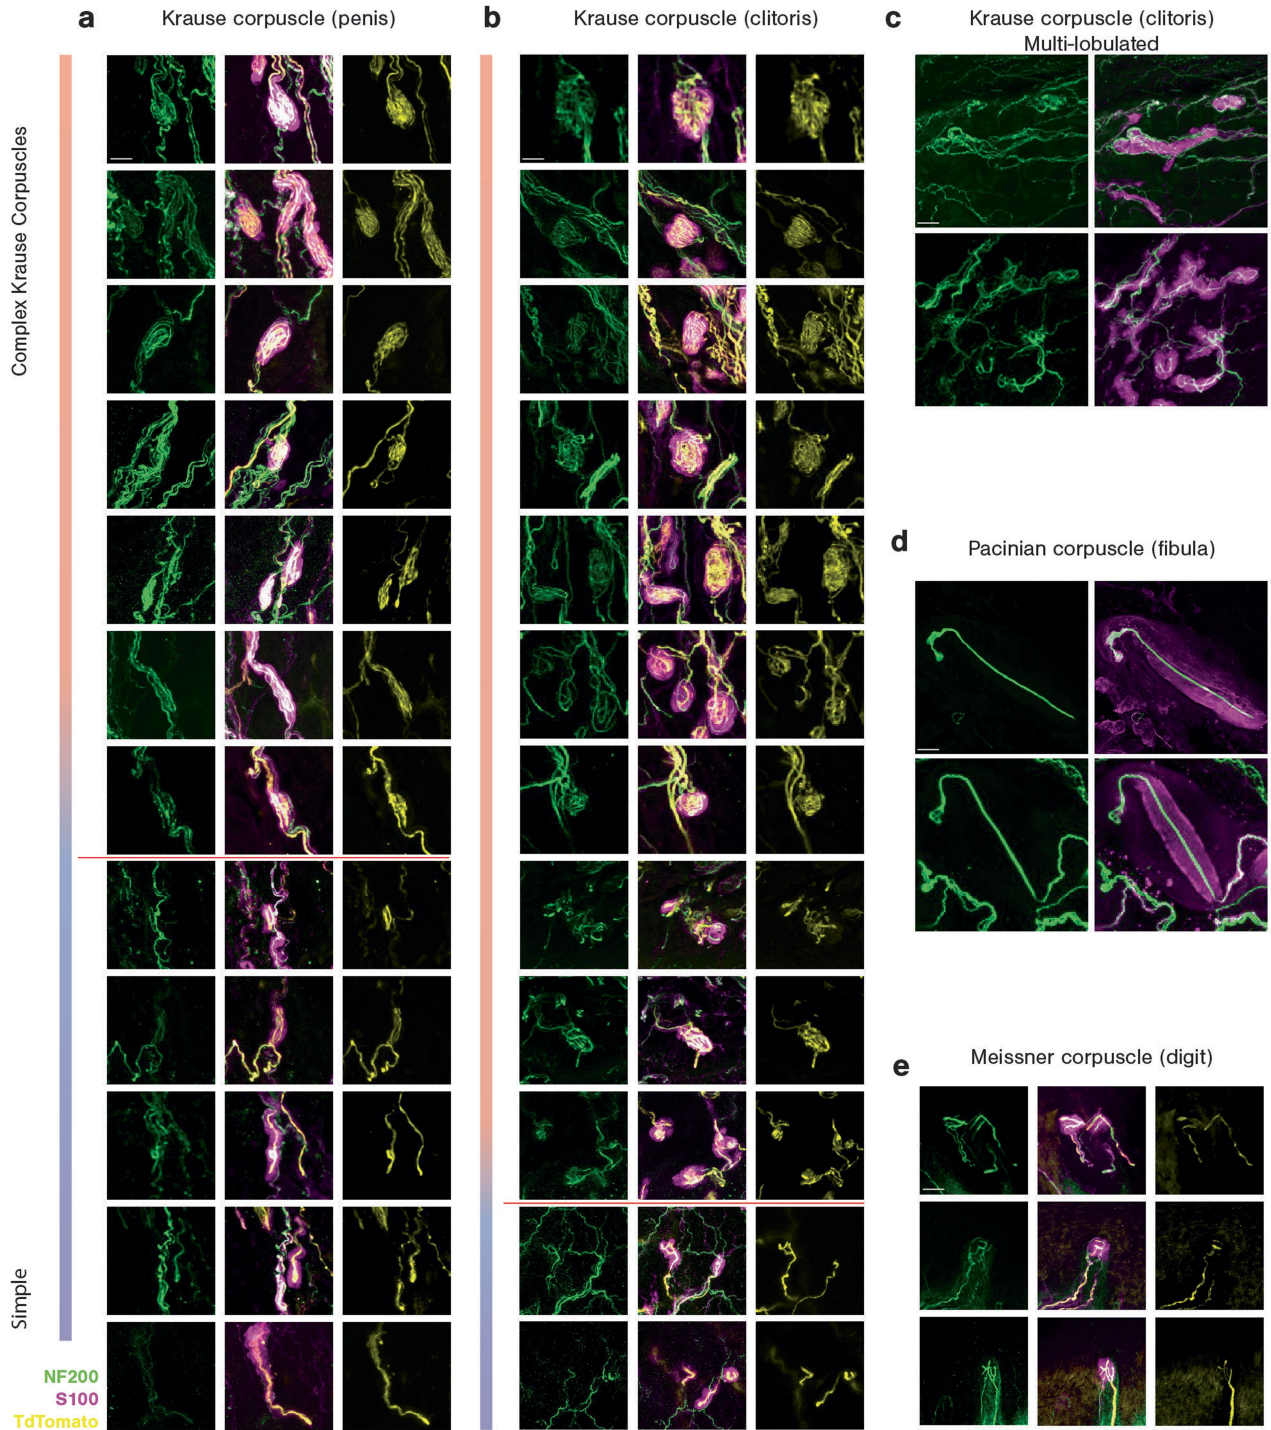 a
Krause corpuscle (penis)
b
Krause corpuscle (clitoris)
c
Krause corpuscle (clitoris)
Multi-lobulated
Complex Krause Corpuscles
Simple
NF200
S100
TdTomato
d
Pacinian corpuscle (fibula)
e
Meissner corpuscle (digit)